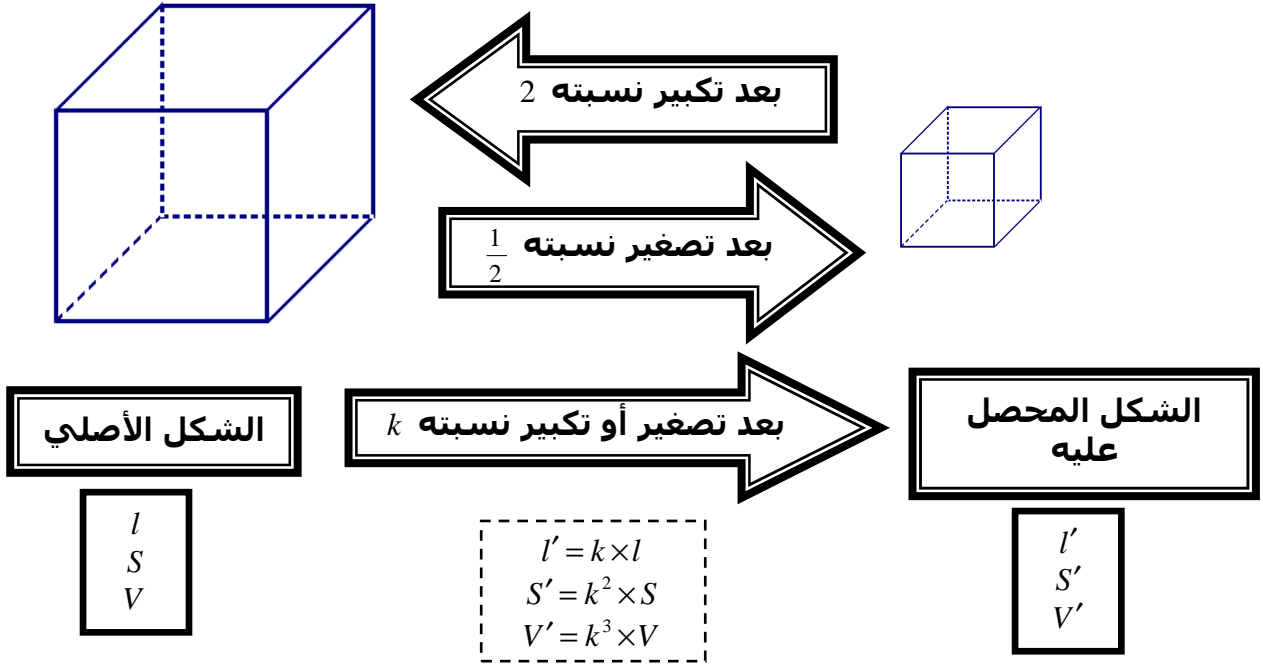 بعد تكبير نسبته 2
بعد تصغير نسبته \frac{1}{2}
الشكل الأصلي
بعد تصغير أو تكبير نسبته k
الشكل المحصل
عليه
l
S
V
l′ = k × l
S′ = k² × S
V′ = k³ × V
l′
S′
V′